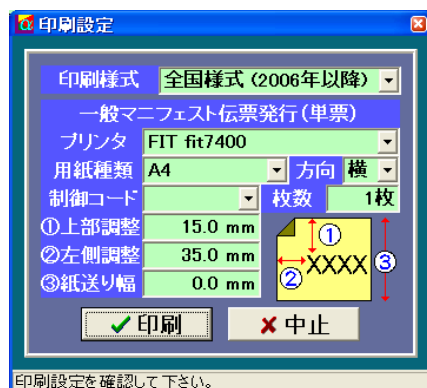 印刷設定
印刷様式 全国様式 (2006年以降)
一般マニフェスト伝票発行(単票)
プリンタ FIT fit7400
用紙種類 A4 方向 横
制御コード 枚数 1枚
①上部調整 15.0 mm
②左側調整 35.0 mm
③紙送り幅 0.0 mm
①
②XXXX ③
印刷 中止
印刷設定を確認して下さい。